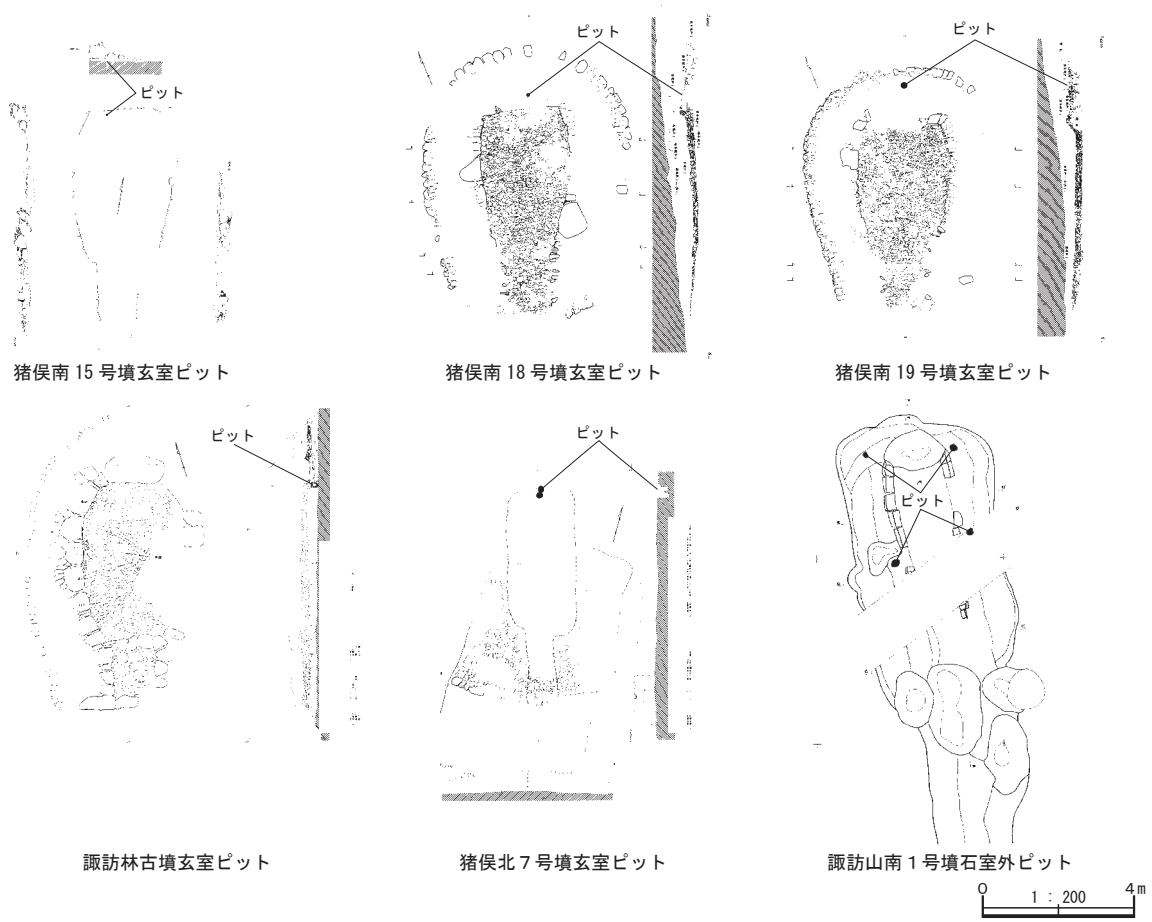 ピット
ピット
ピット
猪俣南 15 号墳玄室ピット
猪俣南 18 号墳玄室ピット
猪俣南 19 号墳玄室ピット
ピット
ピット
ピット
諏訪林古墳玄室ピット
猪俣北 7 号墳玄室ピット
諏訪山南 1 号墳石室外ピット
0 1 : 200 4m